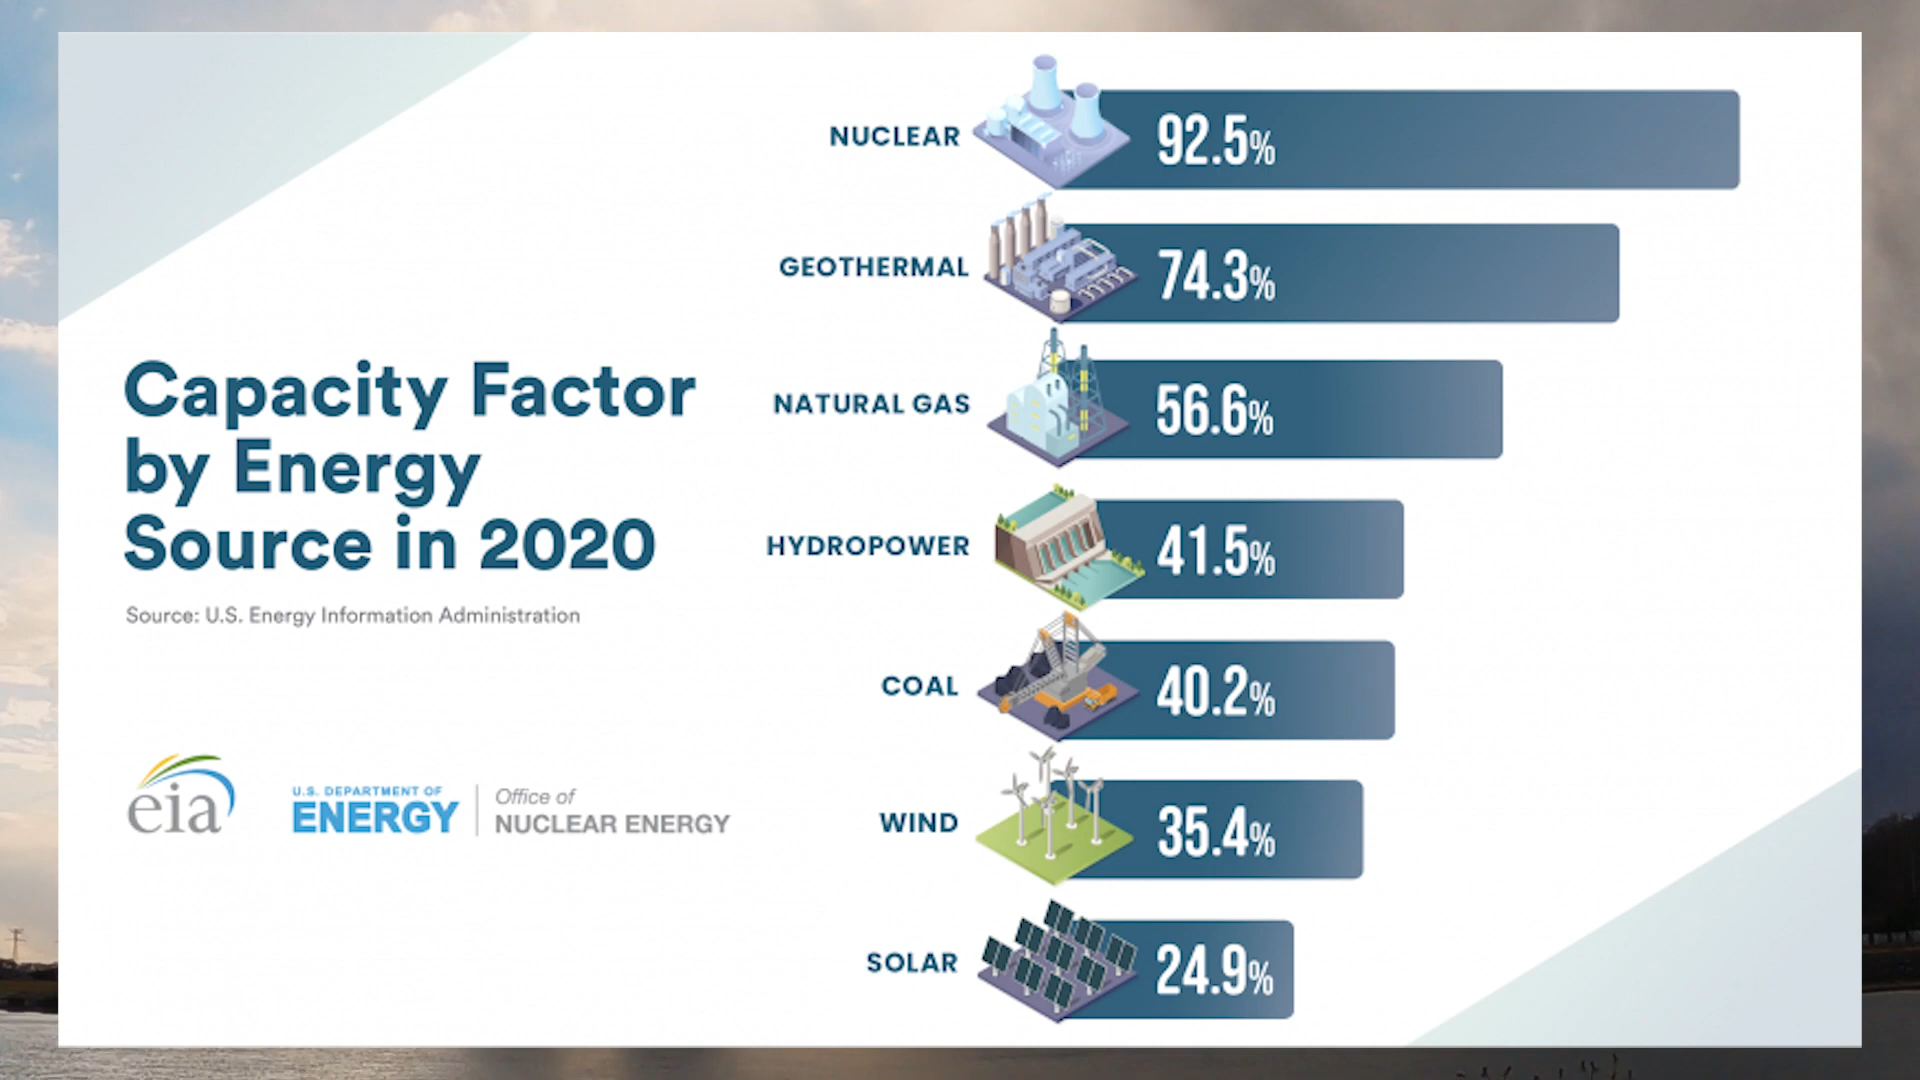 Capacity Factor
by Energy
Source in 2020
Source: U.S. Energy Information Administration
eia
U.S. DEPARTMENT OF
ENERGY
Office of
NUCLEAR ENERGY
NUCLEAR 92.5%
GEOTHERMAL 74.3%
NATURAL GAS 56.6%
HYDROPOWER 41.5%
COAL 40.2%
WIND 35.4%
SOLAR 24.9%